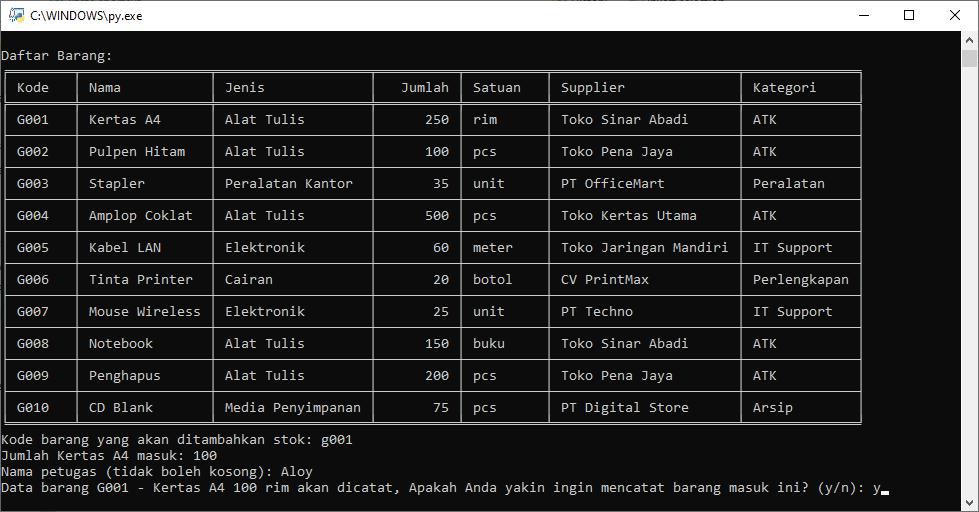 C:\WINDOWS\py.exe
Daftar Barang:
Kode Nama Jenis Jumlah Satuan Supplier Kategori
G001 Kertas A4 Alat Tulis 250 rim Toko Sinar Abadi ATK
G002 Pulpen Hitam Alat Tulis 100 pcs Toko Pena Jaya ATK
G003 Stapler Peralatan Kantor 35 unit PT OfficeMart Peralatan
G004 Amplop Coklat Alat Tulis 500 pcs Toko Kertas Utama ATK
G005 Kabel LAN Elektronik 60 meter Toko Jaringan Mandiri IT Support
G006 Tinta Printer Cairan 20 botol CV PrintMax Perlengkapan
G007 Mouse Wireless Elektronik 25 unit PT Techno IT Support
G008 Notebook Alat Tulis 150 buku Toko Sinar Abadi ATK
G009 Penghapus Alat Tulis 200 pcs Toko Pena Jaya ATK
G010 CD Blank Media Penyimpanan 75 pcs PT Digital Store Arsip
Kode barang yang akan ditambahkan stok: g001
Jumlah Kertas A4 masuk: 100
Nama petugas (tidak boleh kosong): Aloy
Data barang G001 - Kertas A4 100 rim akan dicatat, Apakah Anda yakin ingin mencatat barang masuk ini? (y/n): y